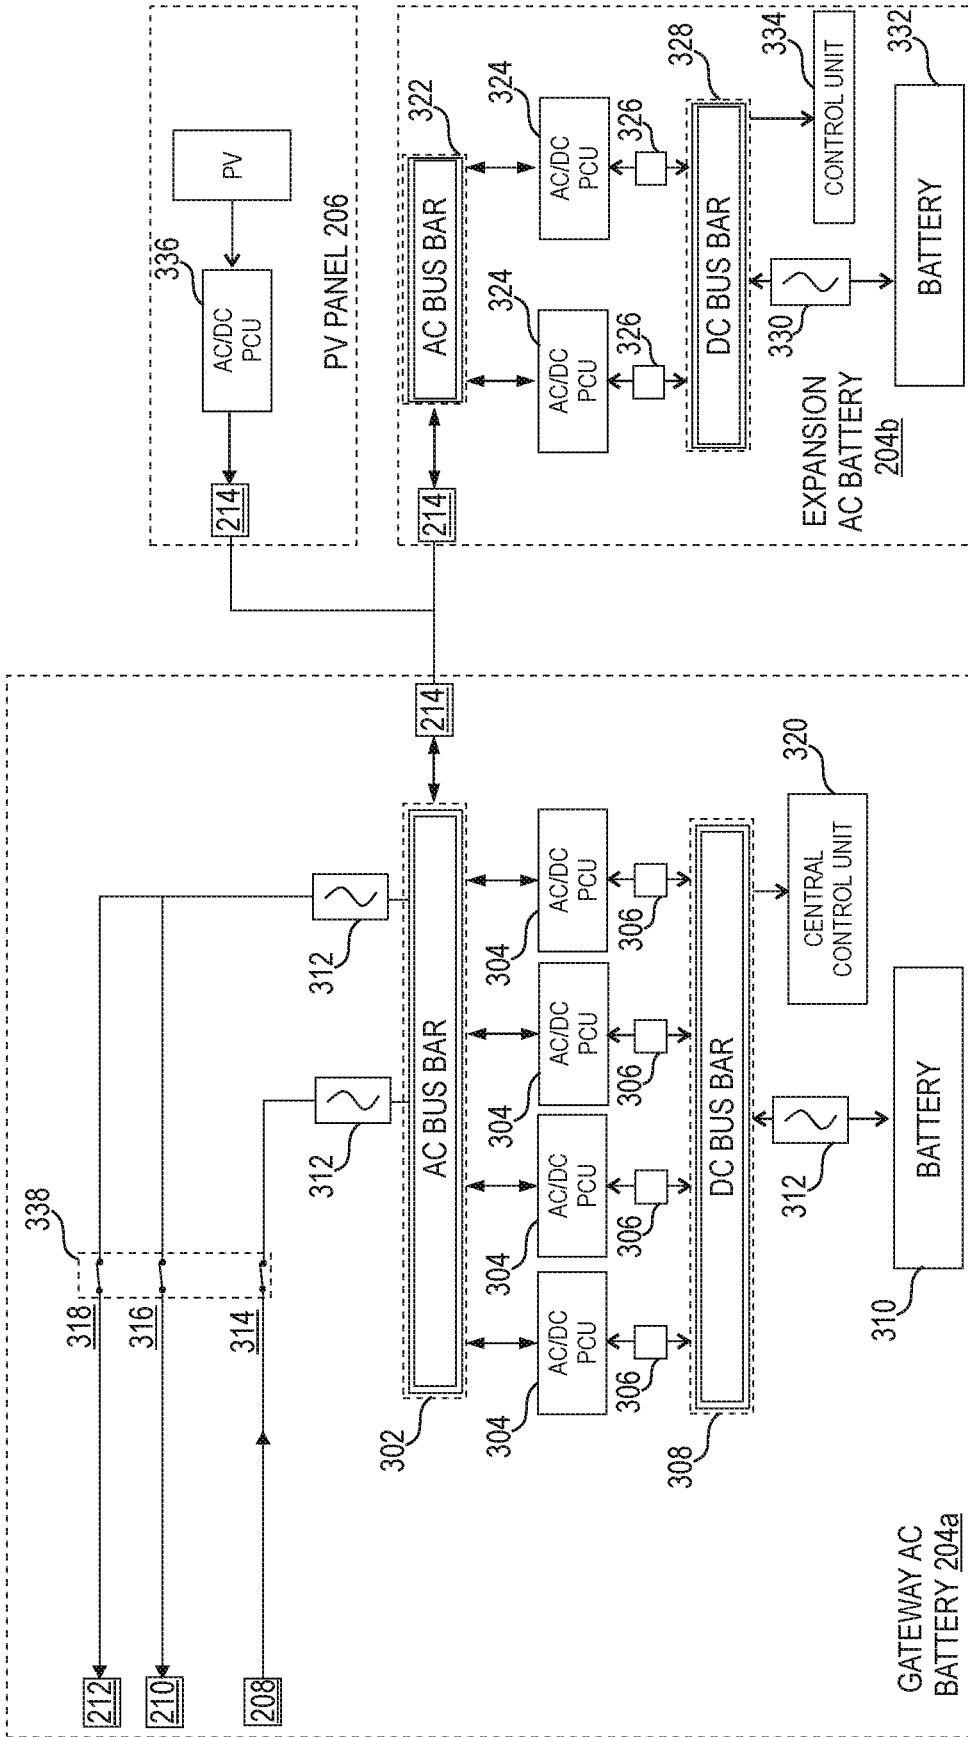 212
210
208
318
316
314
338
312
312
302
AC BUS BAR
304
AC/DC
PCU
304
AC/DC
PCU
304
AC/DC
PCU
304
AC/DC
PCU
306
306
306
306
308
DC BUS BAR
312
310
BATTERY
320
CENTRAL
CONTROL UNIT
GATEWAY AC
BATTERY 204a
214
214
336
AC/DC
PCU
PV
PV PANEL 206
214
322
AC BUS BAR
324
AC/DC
PCU
324
AC/DC
PCU
326
326
328
DC BUS BAR
330
334
CONTROL UNIT
332
BATTERY
EXPANSION
AC BATTERY
204b